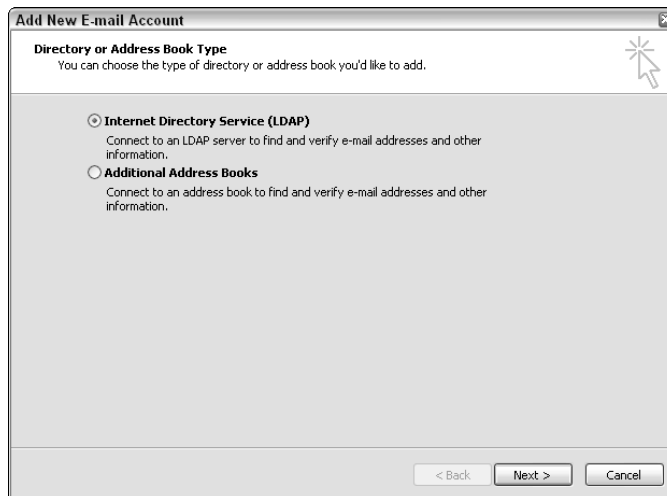 Add New E-mail Account
Directory or Address Book Type
You can choose the type of directory or address book you'd like to add.
Internet Directory Service (LDAP)
Connect to an LDAP server to find and verify e-mail addresses and other
information.
Additional Address Books
Connect to an address book to find and verify e-mail addresses and other
information.
< Back Next > Cancel